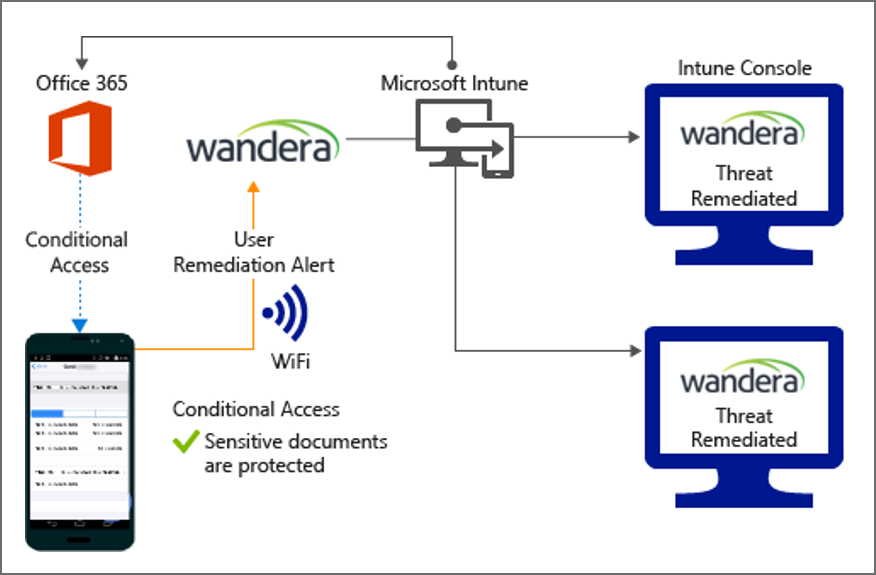 Office 365
Microsoft Intune
Intune Console
wandera
wandera
Threat
Remediated
Conditional
Access
User
Remediation Alert
WiFi
wandera
Threat
Remediated
Conditional Access
Sensitive documents
are protected